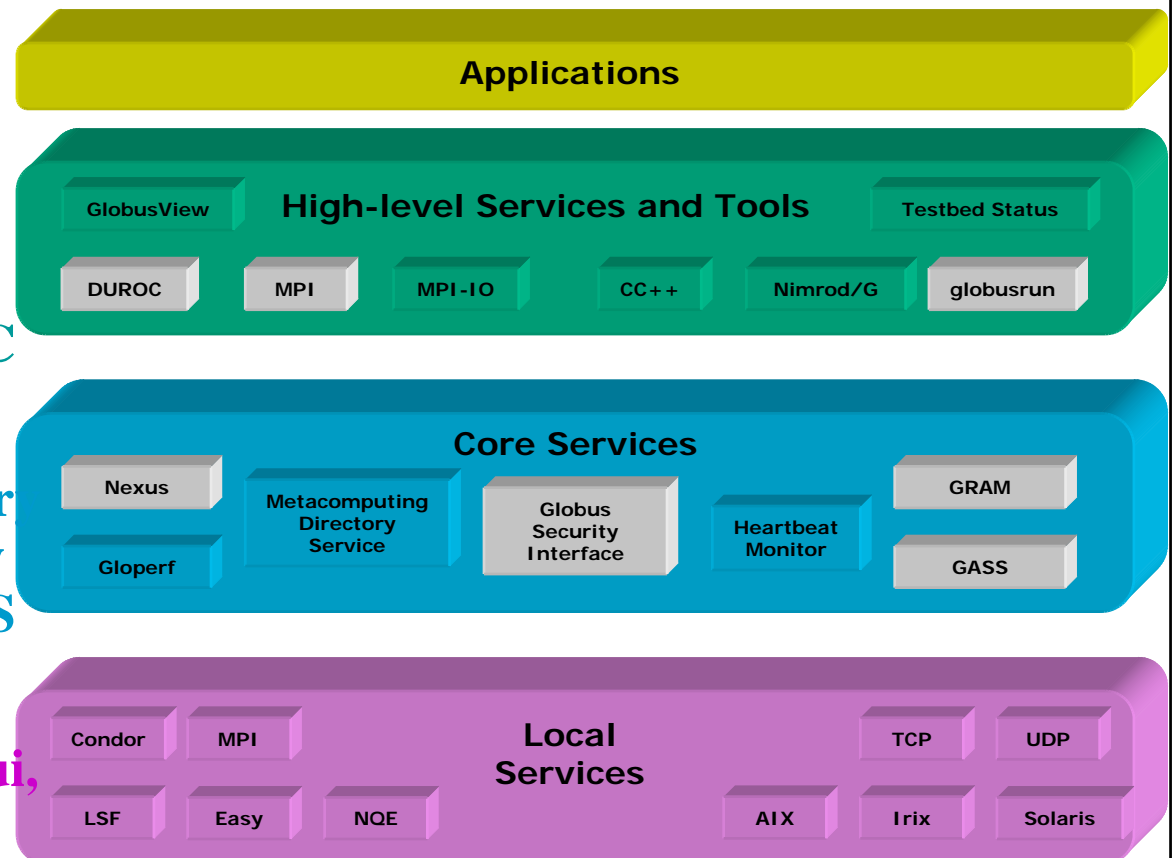 Applications
High-level Services and Tools
GlobusView
Testbed Status
DUROC
MPI
MPI-IO
CC++
Nimrod/G
globusrun
C
Core Services
Nexus
Metacomputing
Directory
Service
Globus
Security
Interface
Heartbeat
Monitor
GRAM
Gloperf
GASS
S
Local
Services
Condor
MPI
TCP
UDP
ui,
LSF
Easy
NQE
AIX
Irix
Solaris